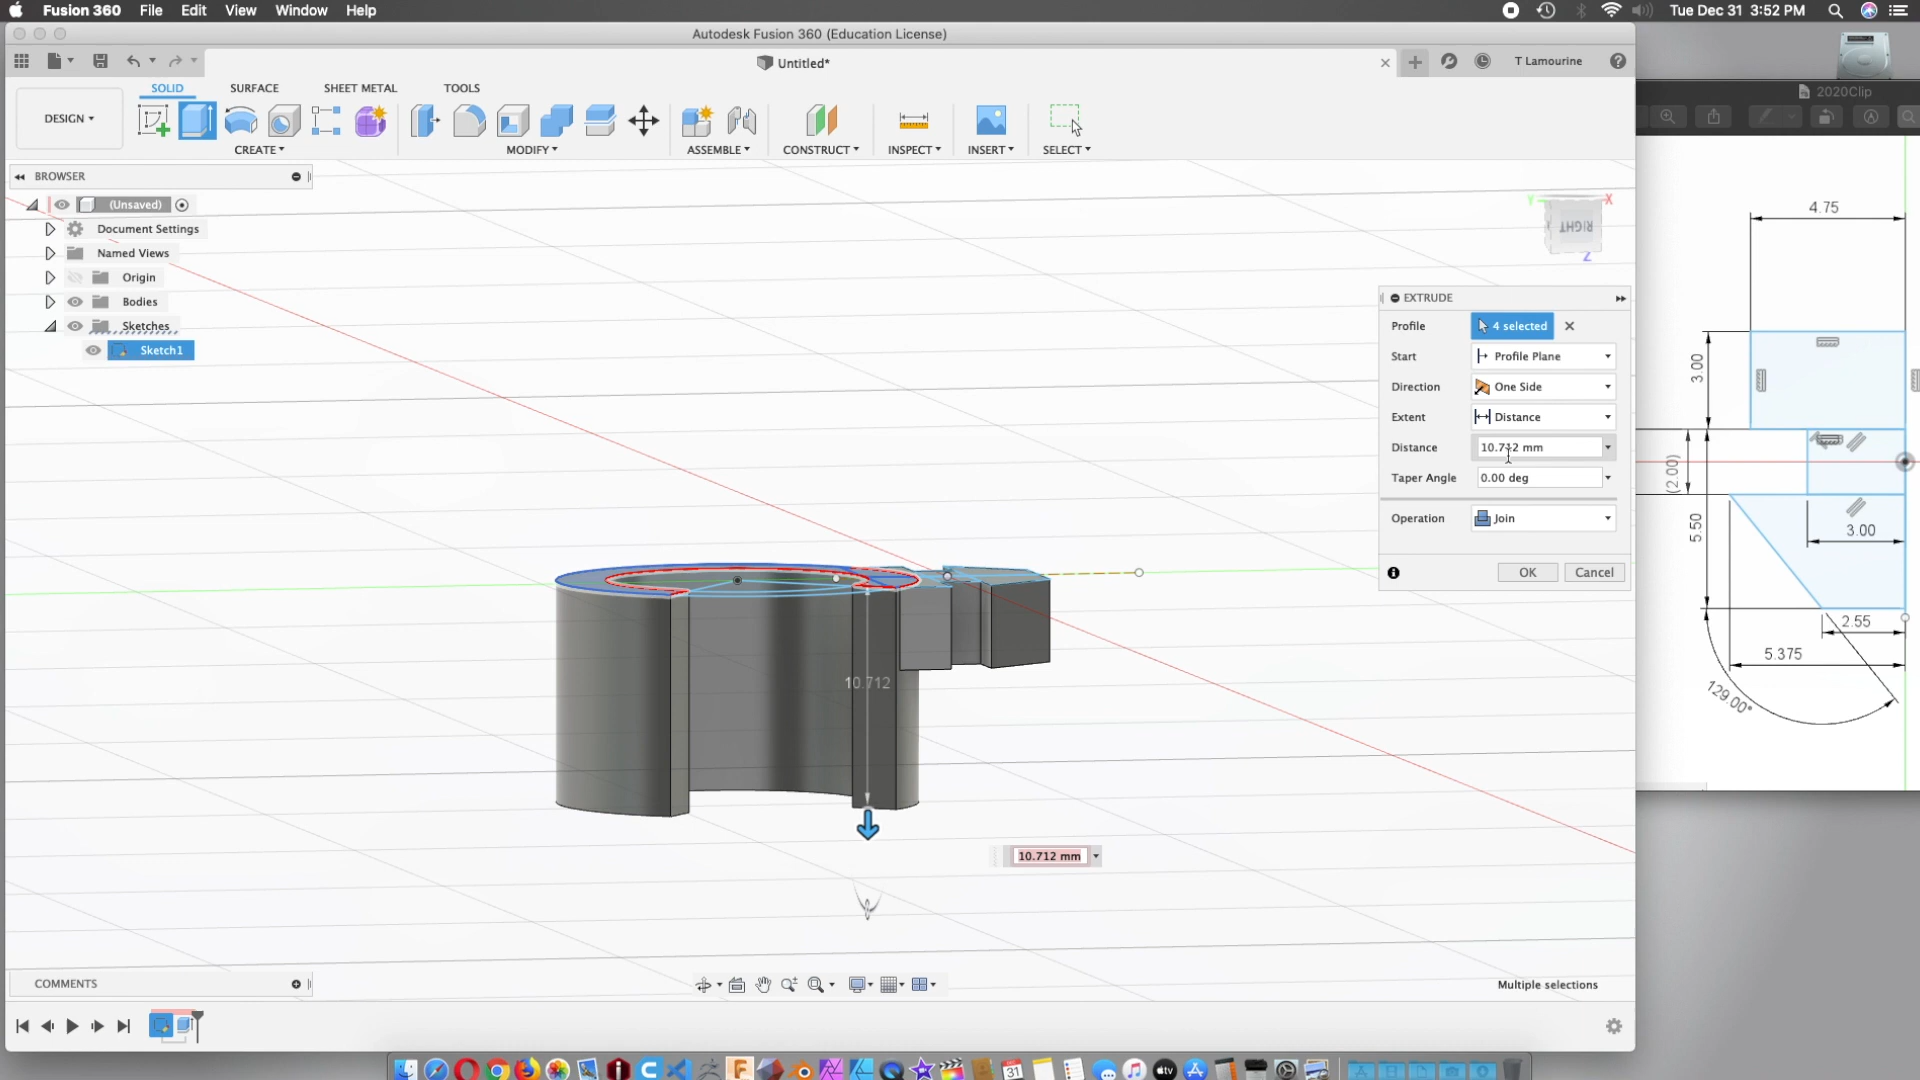 Fusion 360 File Edit View Window Help Tue Dec 31 3:52 PM
Autodesk Fusion 360 (Education License)
Untitled* T Lamourine
2020Clip
SOLID SURFACE SHEET METAL TOOLS
DESIGN
CREATE MODIFY ASSEMBLE CONSTRUCT INSPECT INSERT SELECT
BROWSER
(Unsaved)
Document Settings
Named Views
Origin
Bodies
Sketches
Sketch1
Y X
RIGHT
Z
EXTRUDE
Profile 4 selected
Start Profile Plane
Direction One Side
Extent Distance
Distance 10.712 mm
Taper Angle 0.00 deg
Operation Join
OK Cancel
10.712
10.712 mm
4.75
3.00
(2.00)
5.50
3.00
2.55
5.375
129.00°
COMMENTS
Multiple selections
31
tv